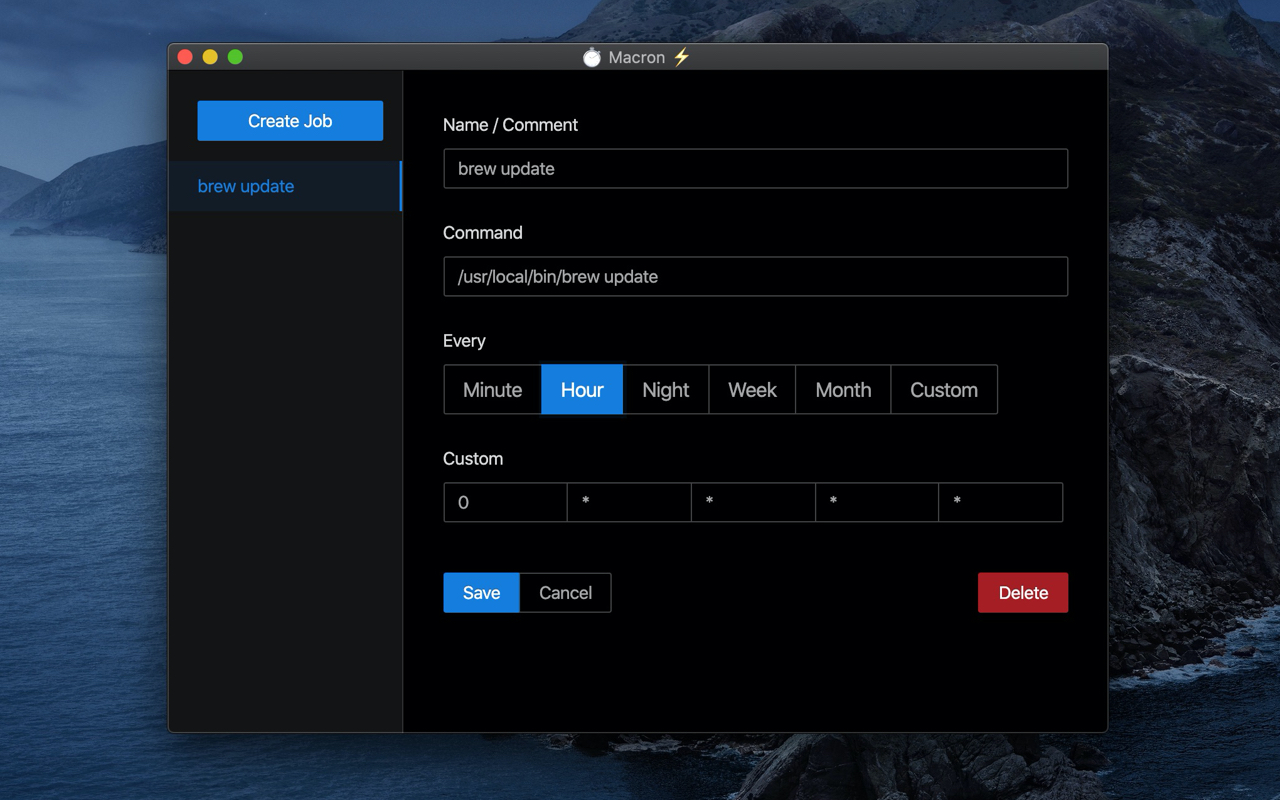 Macron ⚡
Create Job
brew update
Name / Comment
brew update
Command
/usr/local/bin/brew update
Every
Minute Hour Night Week Month Custom
Custom
0 * * * *
Save Cancel Delete